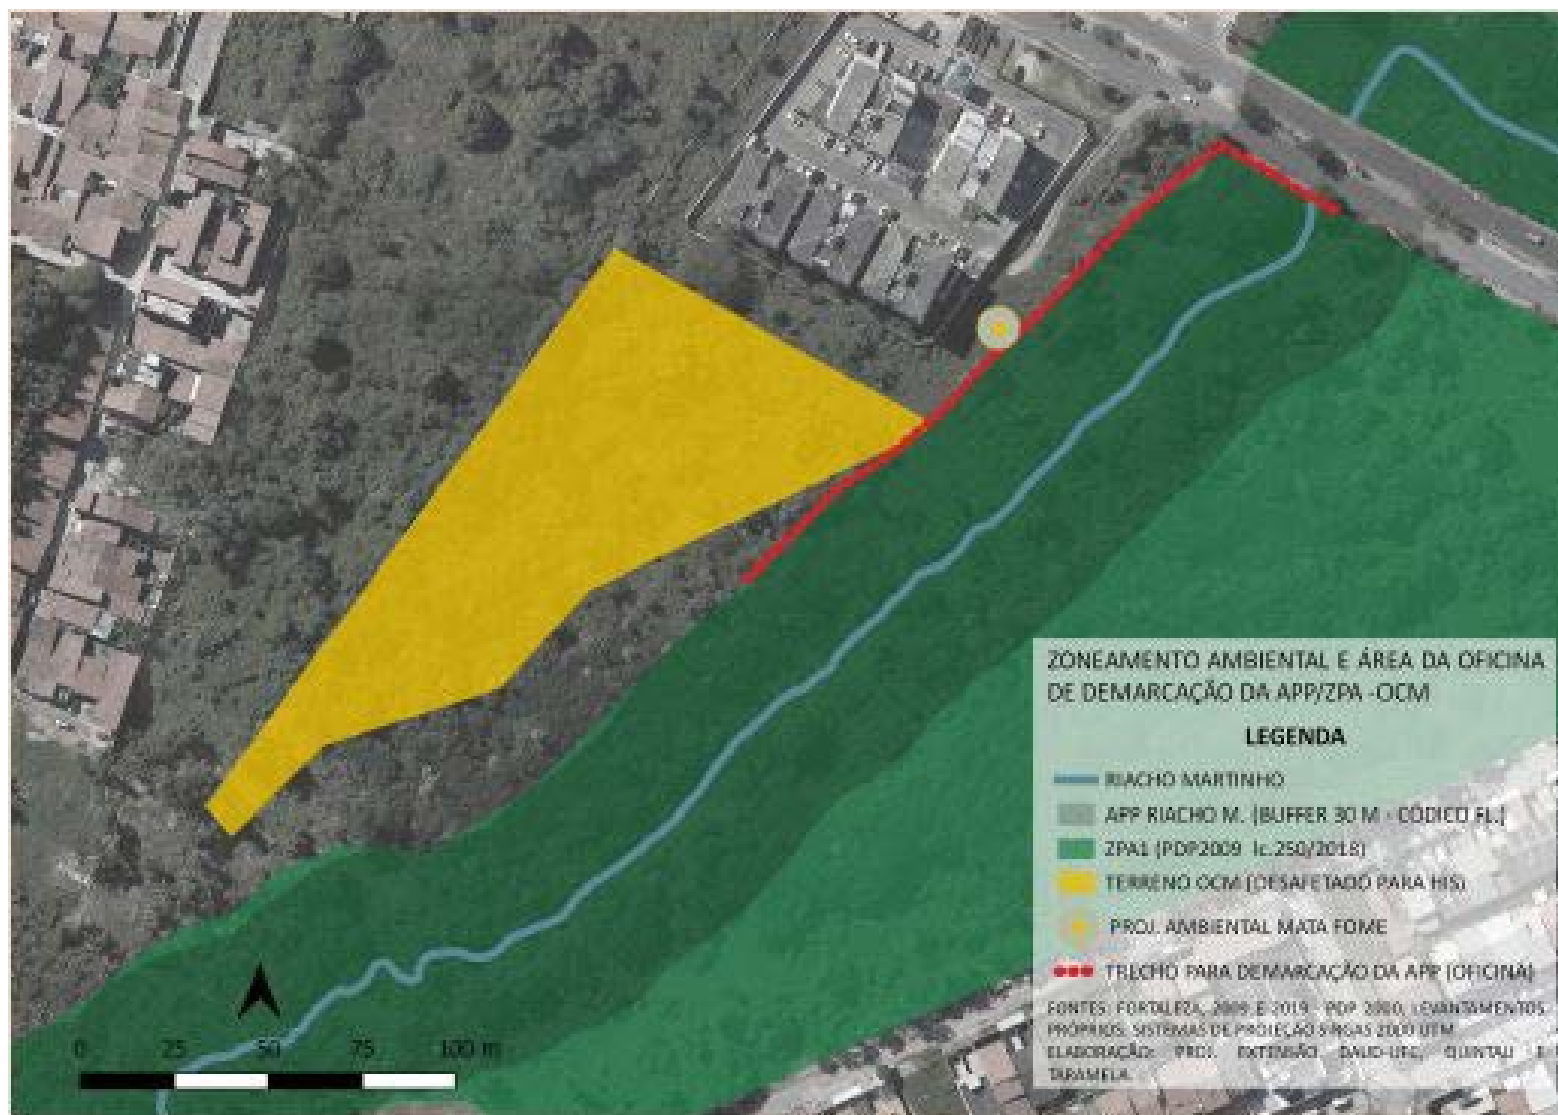 ZONEAMENTO AMBIENTAL E ÁREA DA OFICINA
DE DEMARCAÇÃO DA APP/ZPA -OCM
LEGENDA
RIACHO MARTINHO
APP RIACHO M. (BUFFER 30 M - CÓDICO FL.)
ZPA1 (PDP2009 lc.250/2018)
TERRENO OCM (DESAFETADO PARA HIS)
PROJ. AMBIENTAL MATA FOME
TRECHO PARA DEMARCAÇÃO DA APP (OFICINA)
FONTES: FORTALEZA, 2009 E 2019 - PDP LEVANTAMENTOS
PRÓPRIOS. SISTEMAS DE PROJEÇÃO SIRGAS 2000 UTM
ELABORAÇÃO: PROJ. EXTENSÃO DAUD-UFC, QUINTAU E
TARAMELA
0 25 50 75 100 m